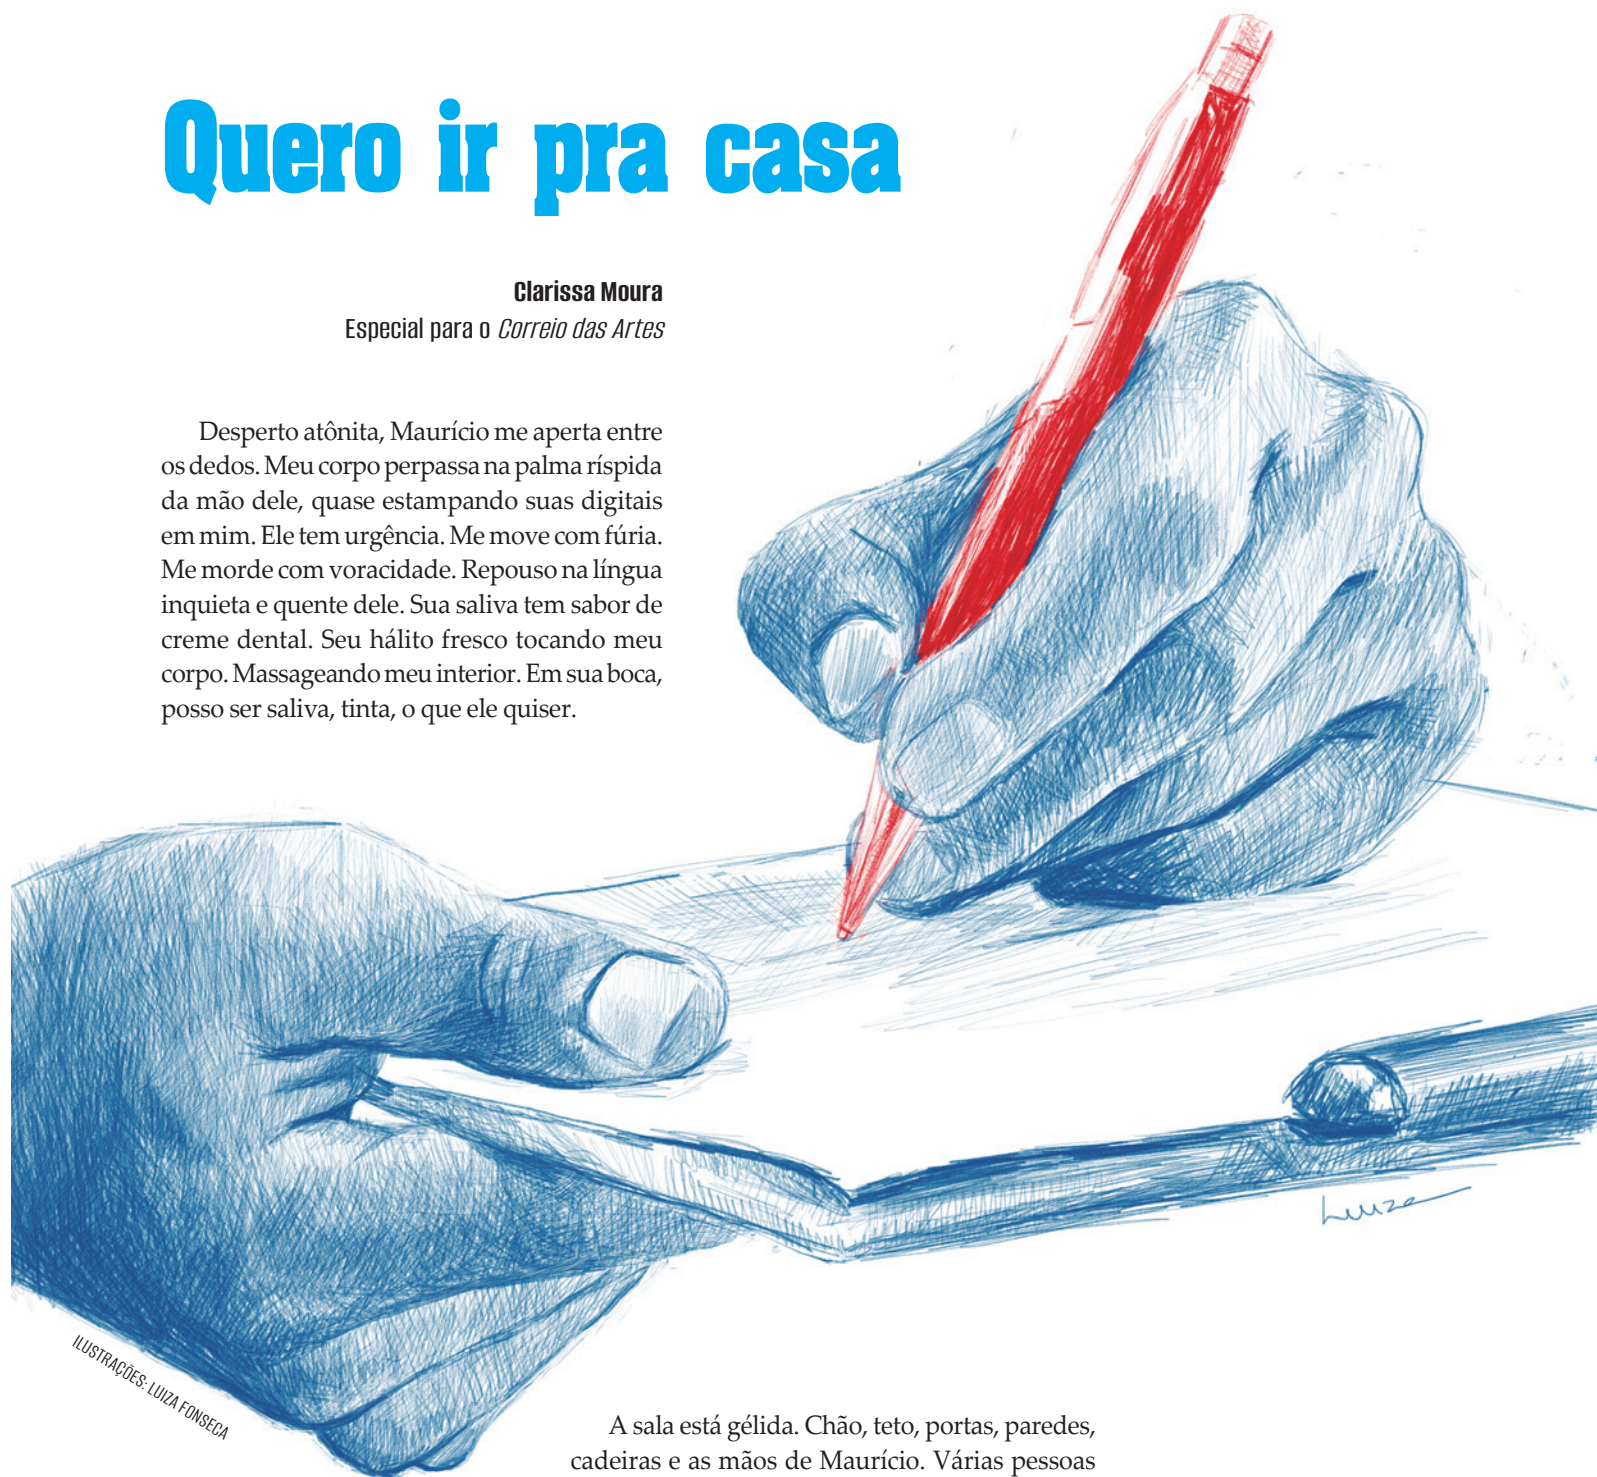 Quero ir pra casa
Clarissa Moura
Especial para o Correio das Artes
Desperto atônita, Maurício me aperta entre
os dedos. Meu corpo perpassa na palma ríspida
da mão dele, quase estampando suas digitais
em mim. Ele tem urgência. Me move com fúria.
Me morde com voracidade. Repouso na língua
inquieta e quente dele. Sua saliva tem sabor de
creme dental. Seu hálito fresco tocando meu
corpo. Massageando meu interior. Em sua boca,
posso ser saliva, tinta, o que ele quiser.
Luiza
ILUSTRAÇÕES: LUIZA FONSECA
A sala está gélida. Chão, teto, portas, paredes,
cadeiras e as mãos de Maurício. Várias pessoas